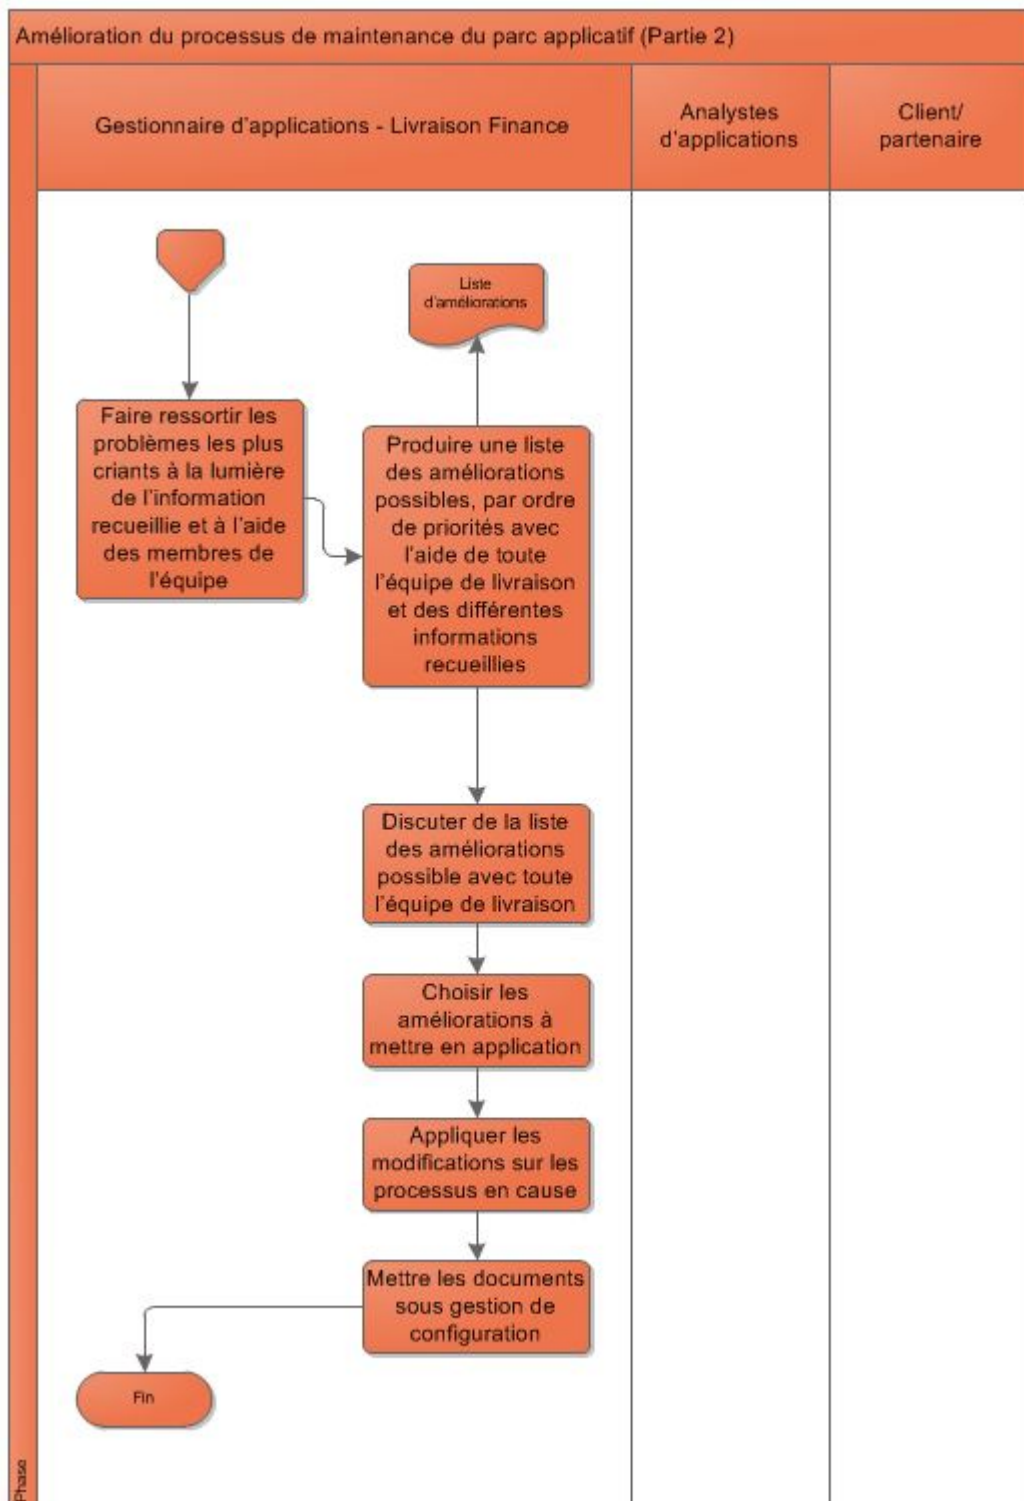 Amélioration du processus de maintenance du parc applicatif (Partie 2)
Gestionnaire d'applications - Livraison Finance
Analystes
d'applications
Client/
partenaire
Liste
d'améliorations
Faire ressortir les
problèmes les plus
criants à la lumière
de l'information
recueillie et à l'aide
des membres de
l'équipe
Produire une liste
des améliorations
possibles, par ordre
de priorités avec
l'aide de toute
l'équipe de livraison
et des différentes
informations
recueillies
Discuter de la liste
des améliorations
possible avec toute
l'équipe de livraison
Choisir les
améliorations à
mettre en application
Appliquer les
modifications sur les
processus en cause
Mettre les documents
sous gestion de
configuration
Fin
Phase